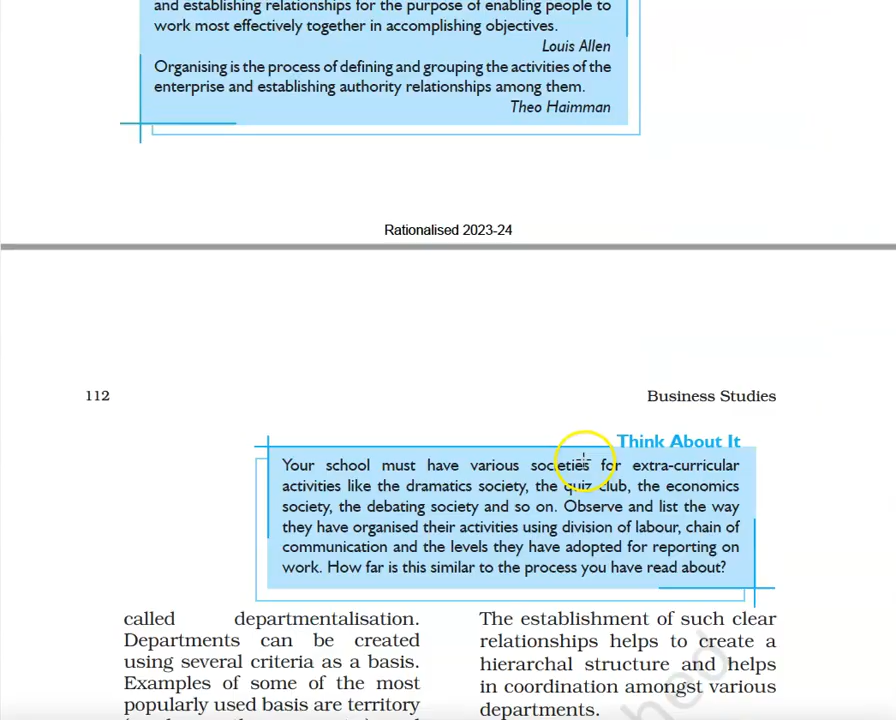 and establishing relationships for the purpose of enabling people to
work most effectively together in accomplishing objectives.
Louis Allen
Organising is the process of defining and grouping the activities of the
enterprise and establishing authority relationships among them.
Theo Haimman
Rationalised 2023-24
112
Business Studies
Think About It
Your school must have various societies for extra-curricular
activities like the dramatics society, the quiz club, the economics
society, the debating society and so on. Observe and list the way
they have organised their activities using division of labour, chain of
communication and the levels they have adopted for reporting on
work. How far is this similar to the process you have read about?
called departmentalisation.
Departments can be created
using several criteria as a basis.
Examples of some of the most
popularly used basis are territory
The establishment of such clear
relationships helps to create a
hierarchal structure and helps
in coordination amongst various
departments.